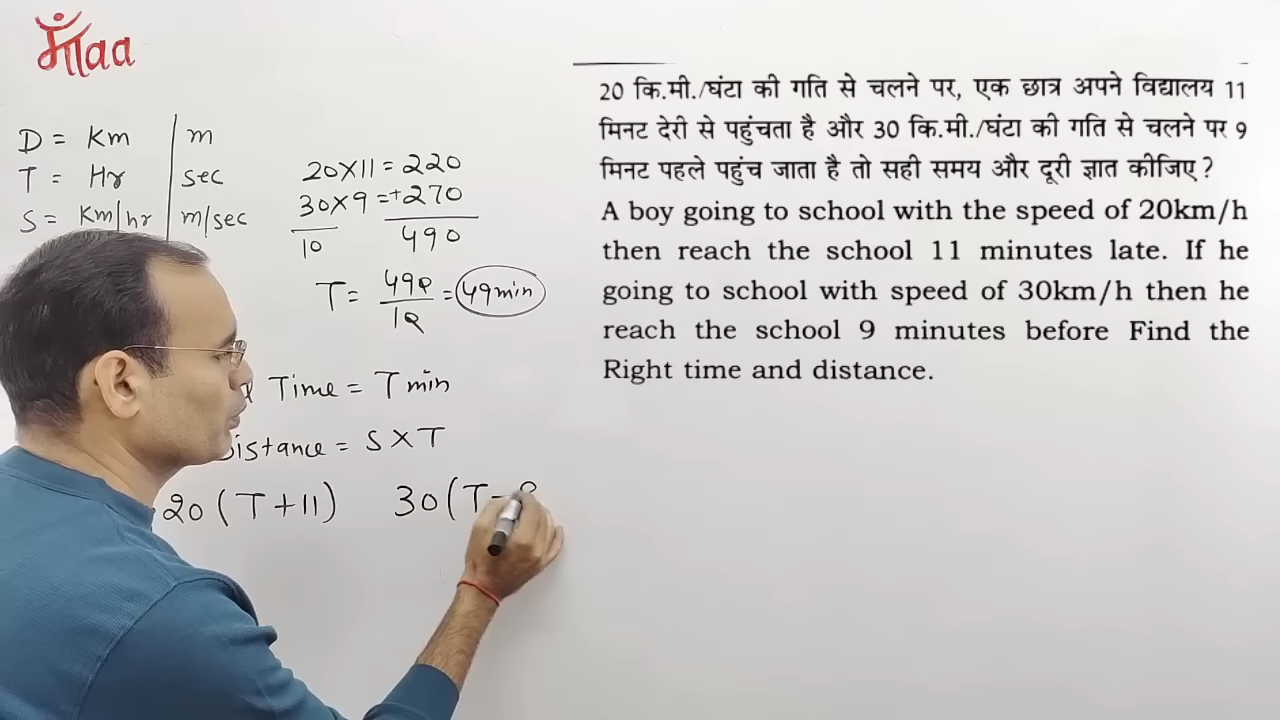 माँaa
D = Km | m
T = Hr | sec
S = Km/hr | m/sec
20×11 = 220
30×9 = +270
10 490
T = 490/10 = 49min
Time = T min
Distance = S×T
20 (T+11) 30(T-9
20 कि.मी./घंटा की गति से चलने पर, एक छात्र अपने विद्यालय 11
मिनट देरी से पहुंचता है और 30 कि.मी./घंटा की गति से चलने पर 9
मिनट पहले पहुंच जाता है तो सही समय और दूरी ज्ञात कीजिए?
A boy going to school with the speed of 20km/h
then reach the school 11 minutes late. If he
going to school with speed of 30km/h then he
reach the school 9 minutes before Find the
Right time and distance.